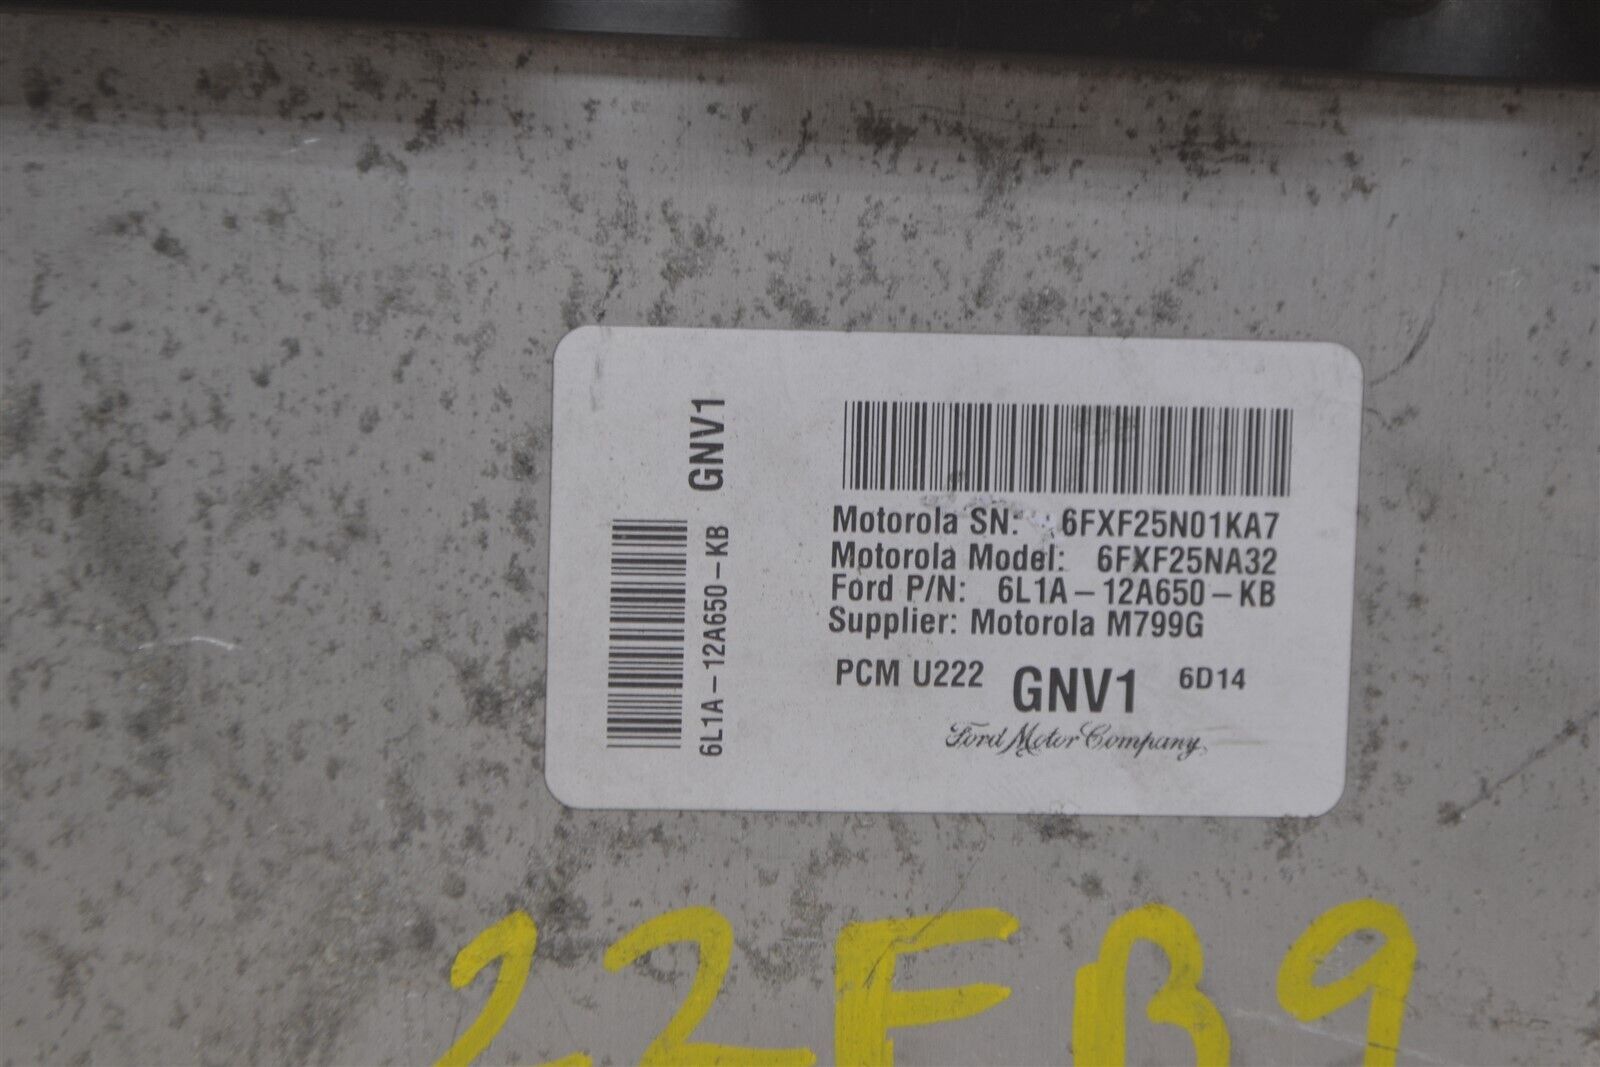 GNV1
6L1A-12A650-KB
Motorola SN: 6FXF25N01KA7
Motorola Model: 6FXF25NA32
Ford P/N: 6L1A-12A650-KB
Supplier: Motorola M799G
PCM U222 GNV1 6D14
Ford Motor Company,
22FB9